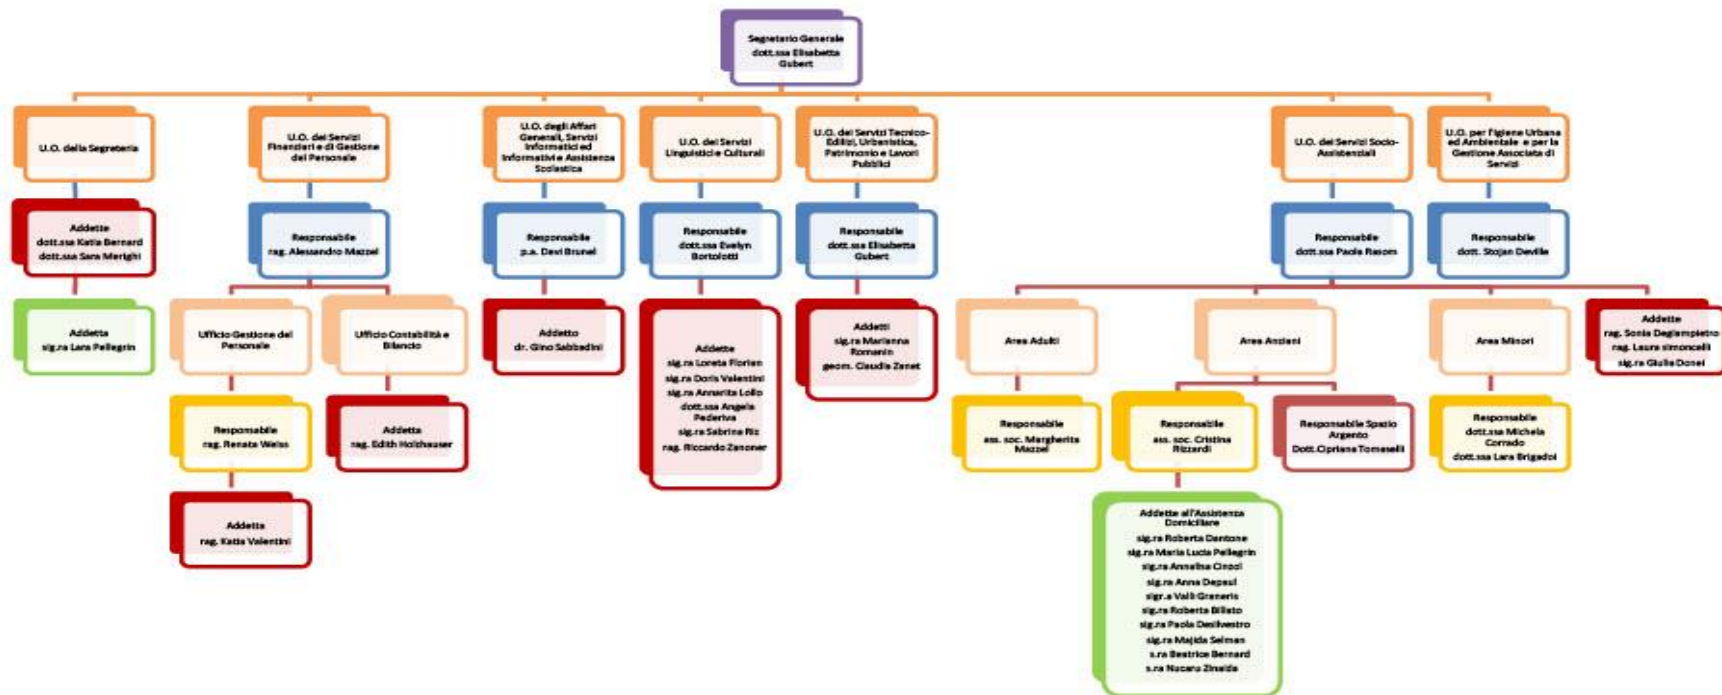 Segretario Generale
dott.ssa Elisabetta
Gubert
U.O. della Segreteria
U.O. dei Servizi
Finanziari e di Gestione
del Personale
U.O. degli Affari
Generali, Servizi
Informatici ed
Informativi e Assistenza
Scolastica
U.O. dei Servizi
Linguistici e Culturali
U.O. dei Servizi Tecnico-
Edilizi, Urbanistica,
Patrimonio e Lavori
Pubblici
U.O. dei Servizi Socio-
Assistenziali
U.O. per l'Igiene Urbana
ed Ambientale e per la
Gestione Associata di
Servizi
Addette
dott.ssa Katia Bernard
dott.ssa Sara Merighi
Responsabile
rag. Alessandro Mazzel
Responsabile
p.a. Davi Brunel
Responsabile
dott.ssa Evelyn
Bortolotti
Responsabile
dott.ssa Elisabetta
Gubert
Responsabile
dott.ssa Paola Rasom
Responsabile
dott. Stojan Deville
Addetta
sig.ra Lara Pellegrin
Ufficio Gestione del
Personale
Ufficio Contabilità e
Bilancio
Addetto
dr. Gino Sabbadini
Addette
sig.ra Loreta Florian
sig.ra Doris Valentini
sig.ra Annarita Lollo
dott.ssa Angela
Pederiva
sig.ra Sabrina Riz
rag. Riccardo Zanoner
Addetti
sig.ra Marianna
Romanin
geom. Claudia Zanet
Area Adulti
Area Anziani
Area Minori
Addette
rag. Sonia Degiampietro
rag. Laura simoncelli
sig.ra Giulia Donei
Responsabile
rag. Renata Weiss
Addetta
rag. Edith Holzhauser
Responsabile
ass. soc. Margherita
Mazzel
Responsabile
ass. soc. Cristina
Rizzardi
Responsabile Spazio
Argento
Dott.Cipriana Tomaselli
Responsabile
dott.ssa Michela
Corrado
dott.ssa Lara Brigadoi
Addetta
rag. Katia Valentini
Addette all'Assistenza
Domiciliare
sig.ra Roberta Dantone
sig.ra Maria Lucia Pellegrin
sig.ra Annalisa
sig.ra Anna Depaul
sigr.a Valli Graneris
sig.ra Roberta Billato
sig.ra Paola Desilvestro
sig.ra Majida Selman
s.ra Beatrice Bernard
s.ra Nucaru Zinaida